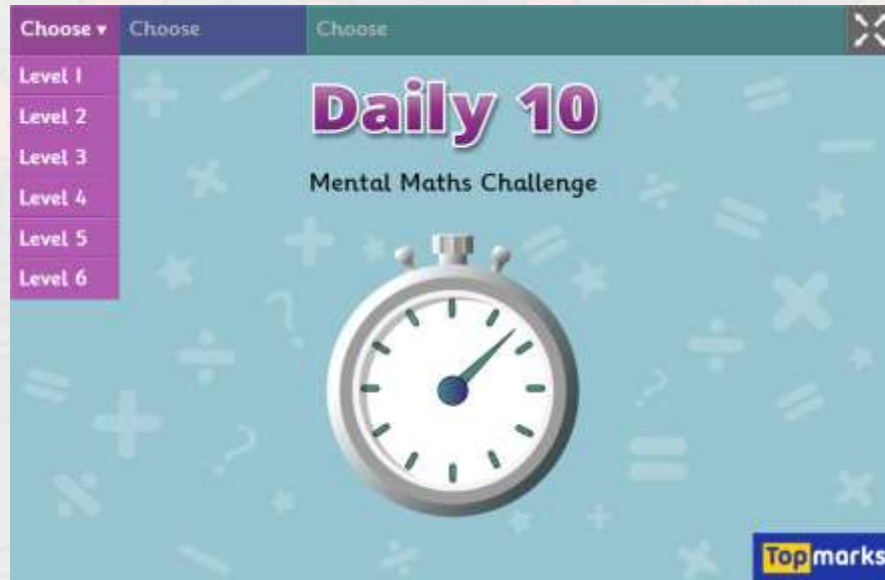 Choose ▾ Choose Choose
Level 1
Level 2
Level 3
Level 4
Level 5
Level 6
Daily 10
Mental Maths Challenge
Topmarks